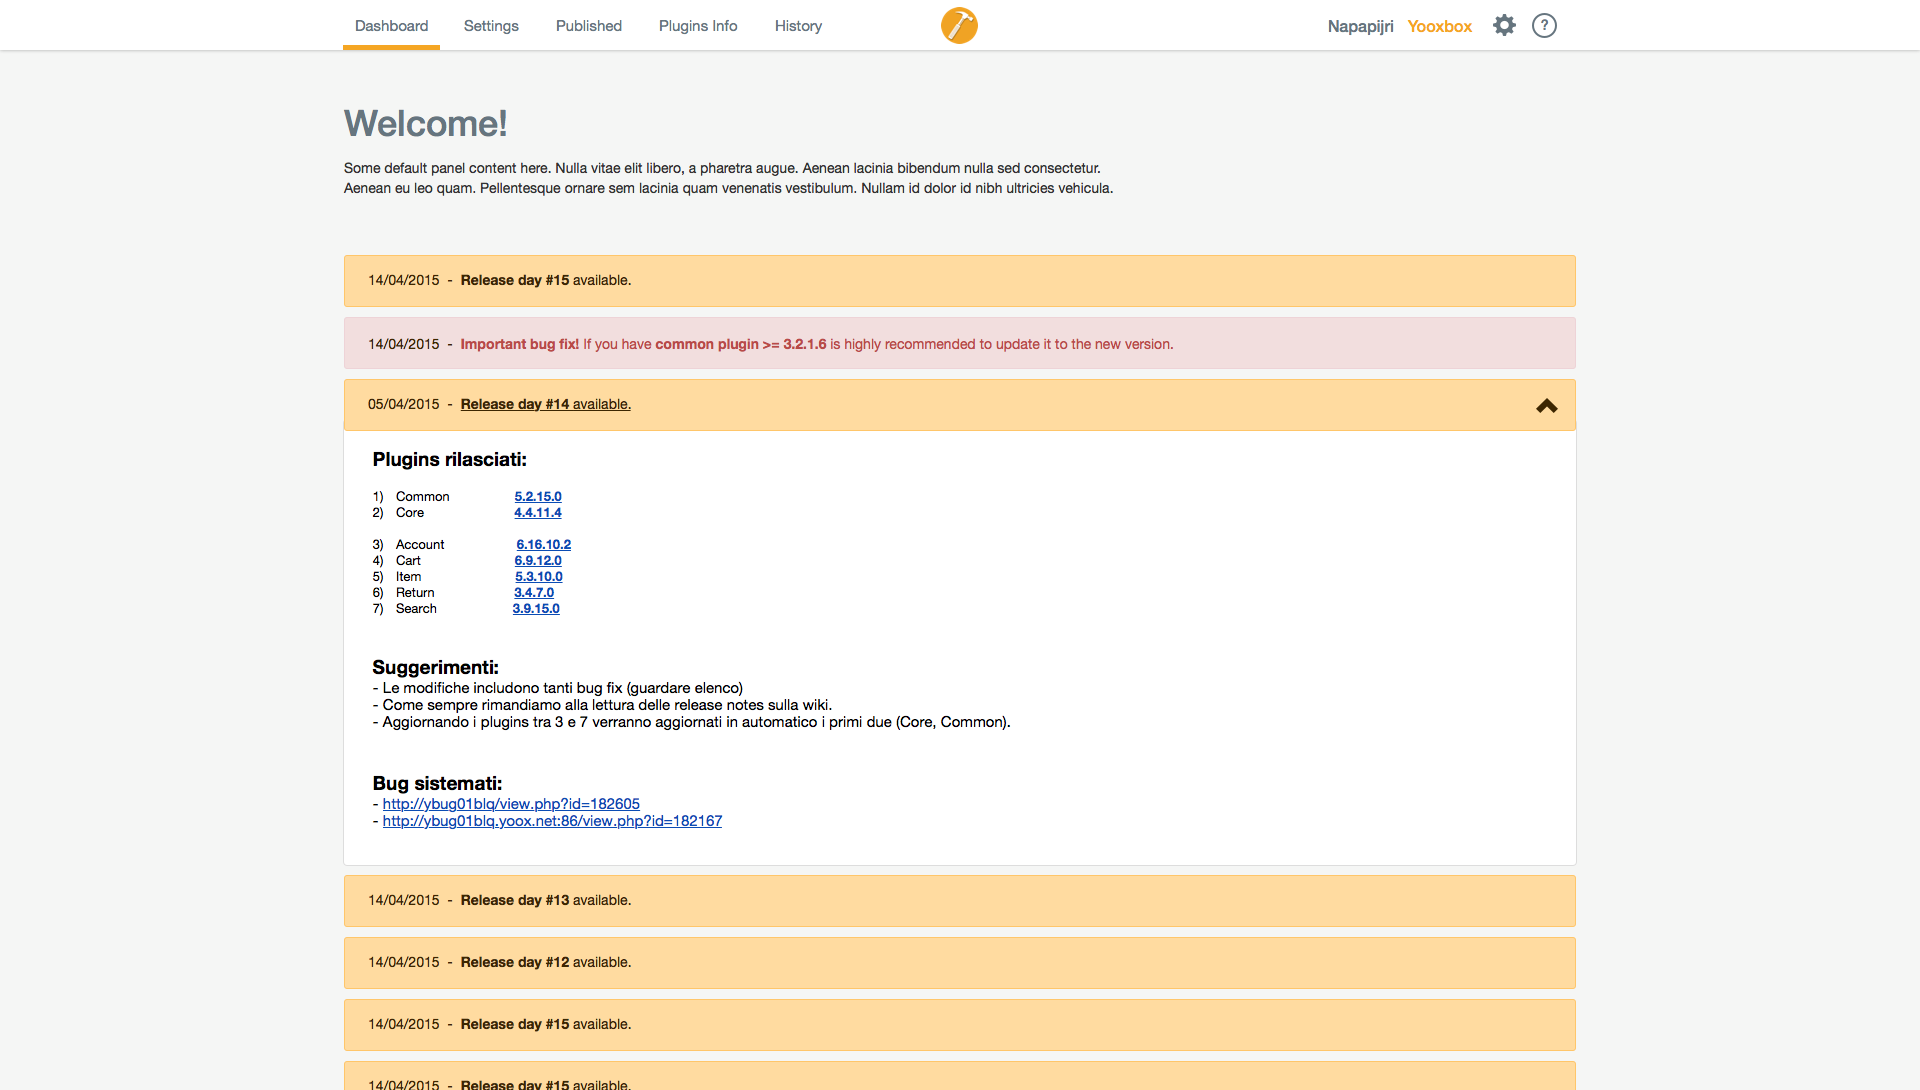 Dashboard Settings Published Plugins Info History Napapijri Yooxbox ?
Welcome!
Some default panel content here. Nulla vitae elit libero, a pharetra augue. Aenean lacinia bibendum nulla sed consectetur.
Aenean eu leo quam. Pellentesque ornare sem lacinia quam venenatis vestibulum. Nullam id dolor id nibh ultricies vehicula.
14/04/2015 - Release day #15 available.
14/04/2015 - Important bug fix! If you have common plugin >= 3.2.1.6 is highly recommended to update it to the new version.
05/04/2015 - Release day #14 available.
Plugins rilasciati:
1) Common 5.2.15.0
2) Core 4.4.11.4
3) Account 6.16.10.2
4) Cart 6.9.12.0
5) Item 5.3.10.0
6) Return 3.4.7.0
7) Search 3.9.15.0
Suggerimenti:
- Le modifiche includono tanti bug fix (guardare elenco)
- Come sempre rimandiamo alla lettura delle release notes sulla wiki.
- Aggiornando i plugins tra 3 e 7 verranno aggiornati in automatico i primi due (Core, Common).
Bug sistemati:
- http://ybug01blq/view.php?id=182605
- http://ybug01blq.yoox.net:86/view.php?id=182167
14/04/2015 - Release day #13 available.
14/04/2015 - Release day #12 available.
14/04/2015 - Release day #15 available.
14/04/2015 - Release day #15 available.